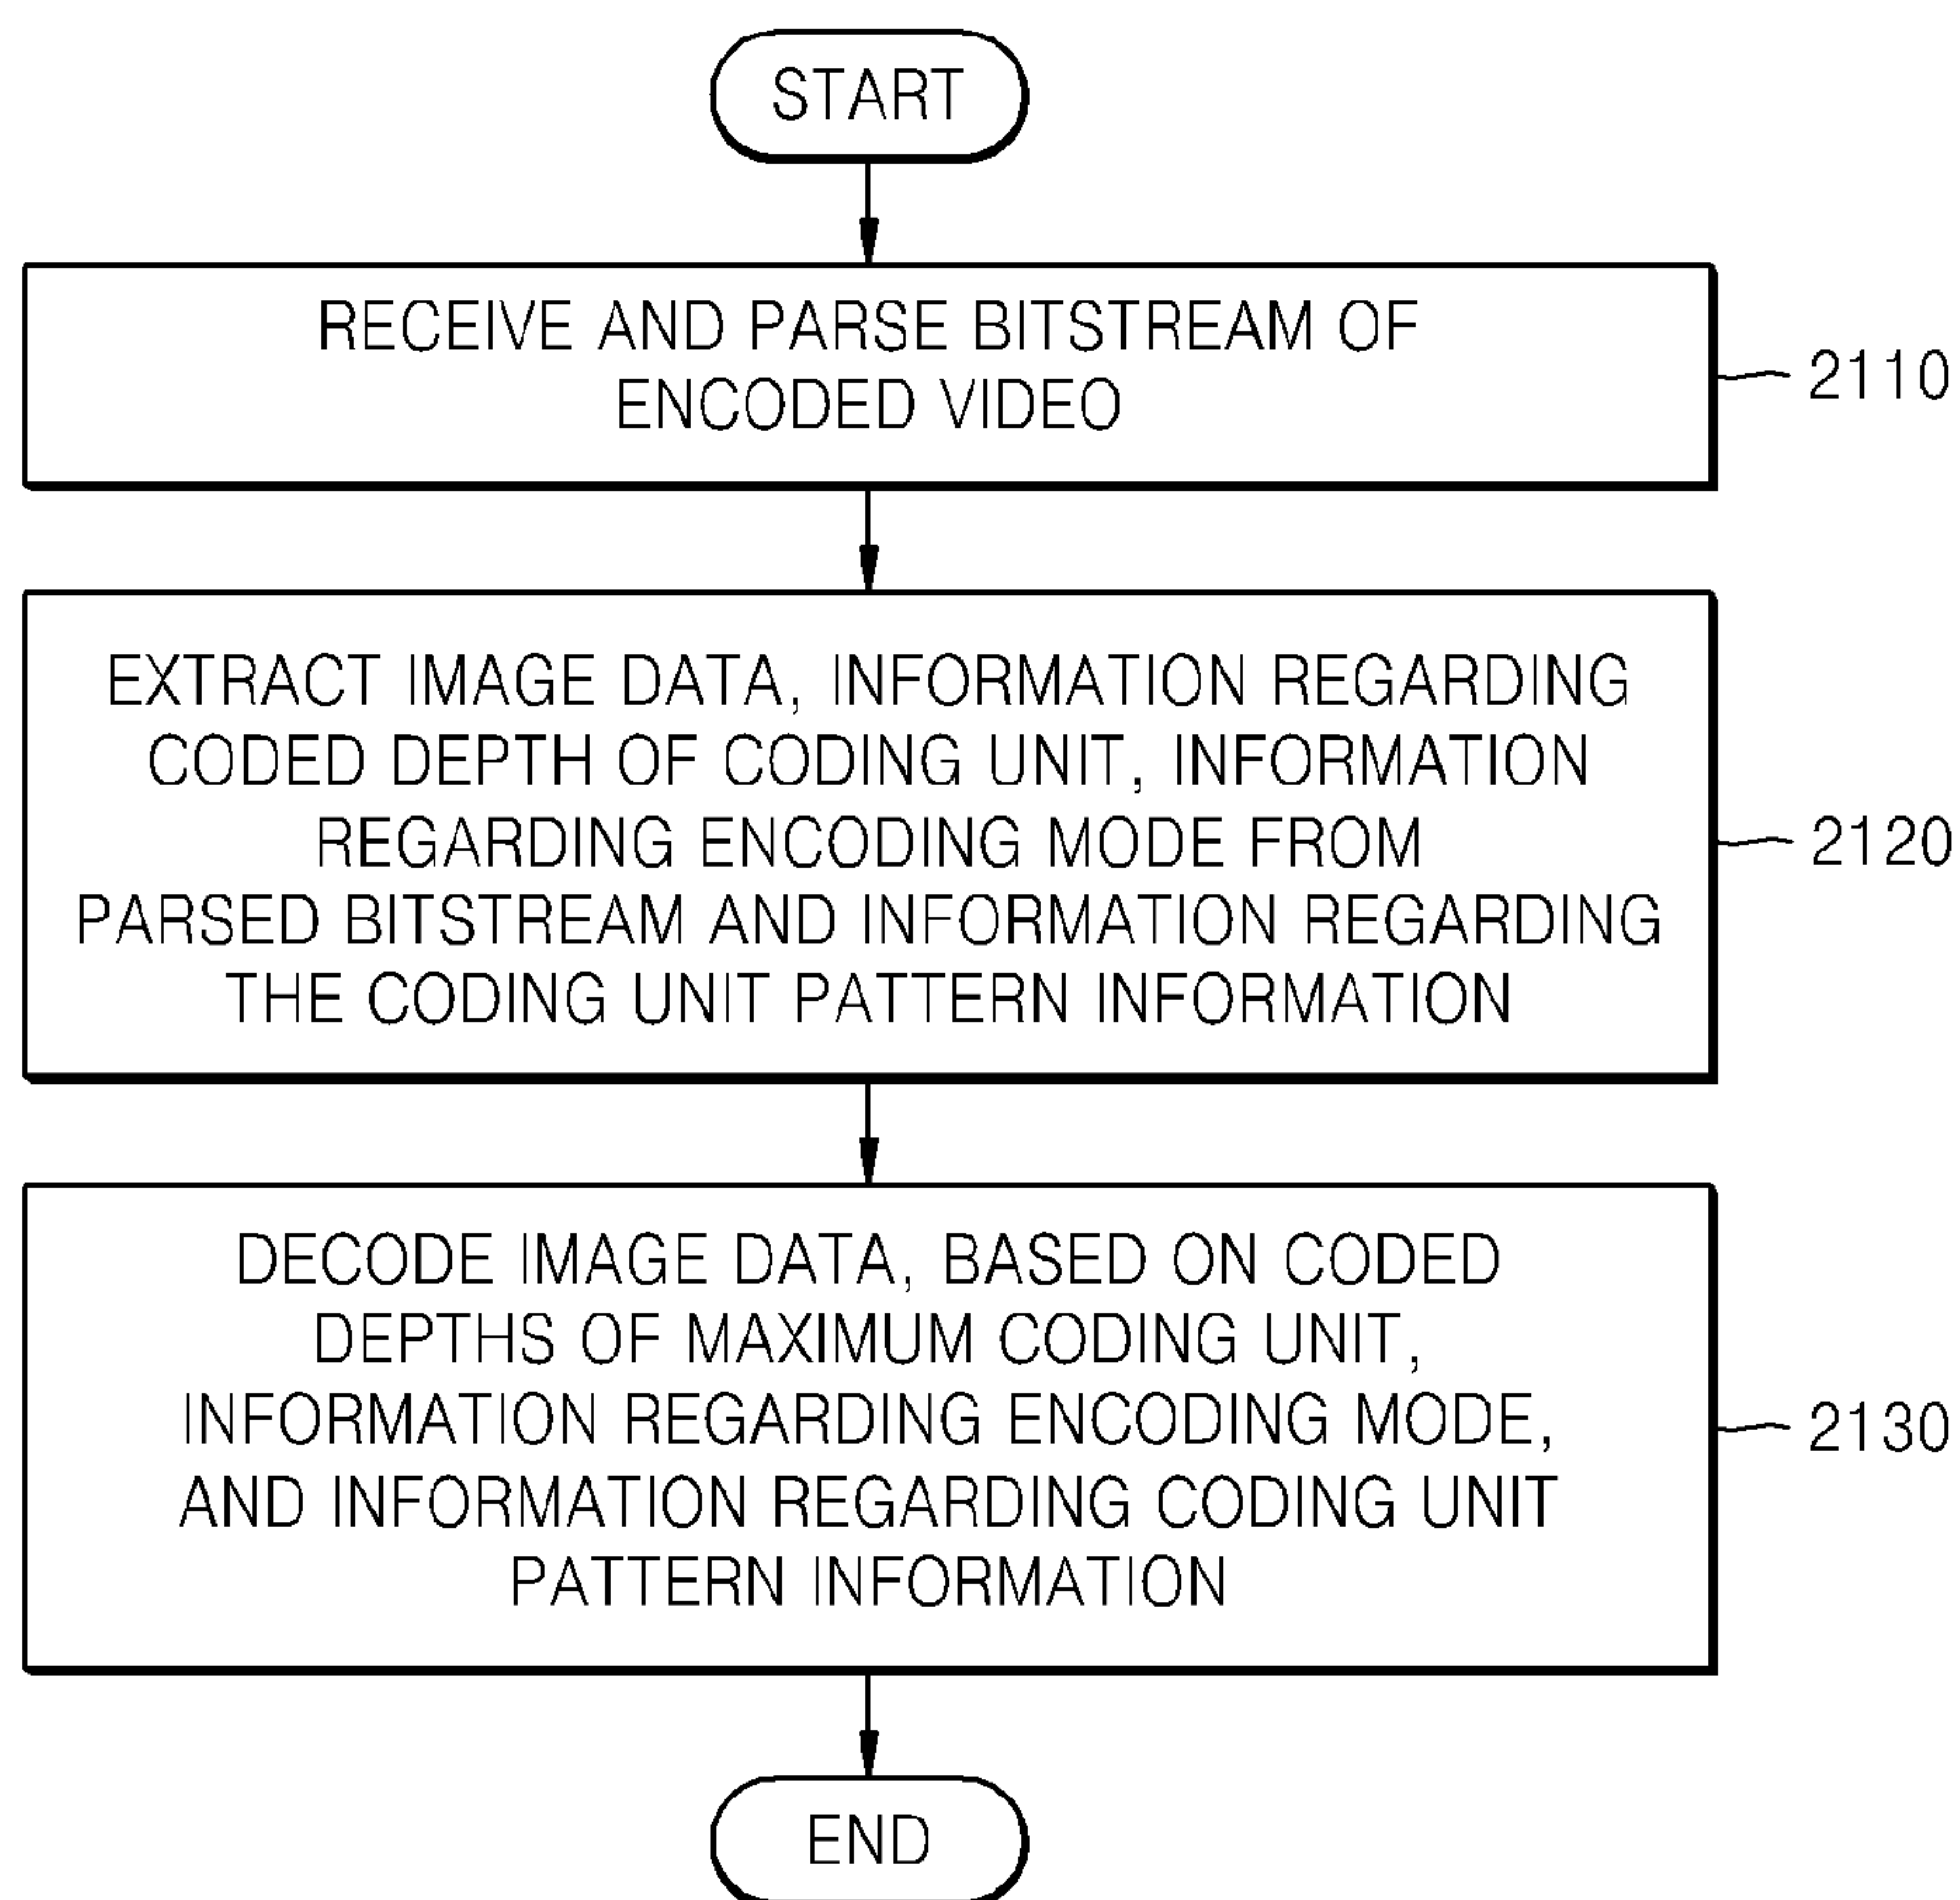 START
RECEIVE AND PARSE BITSTREAM OF
ENCODED VIDEO
2110
EXTRACT IMAGE DATA, INFORMATION REGARDING
CODED DEPTH OF CODING UNIT, INFORMATION
REGARDING ENCODING MODE FROM
PARSED BITSTREAM AND INFORMATION REGARDING
THE CODING UNIT PATTERN INFORMATION
2120
DECODE IMAGE DATA, BASED ON CODED
DEPTHS OF MAXIMUM CODING UNIT,
INFORMATION REGARDING ENCODING MODE,
AND INFORMATION REGARDING CODING UNIT
PATTERN INFORMATION
2130
END